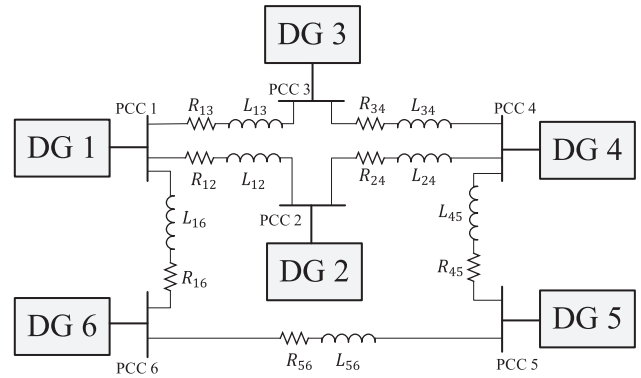 DG 3
PCC 3
R13 L13
R34 L34
PCC 1
PCC 4
DG 1
DG 4
R12 L12
R24 L24
PCC 2
L16
L45
DG 2
R16
R45
DG 6
DG 5
R56 L56
PCC 6
PCC 5